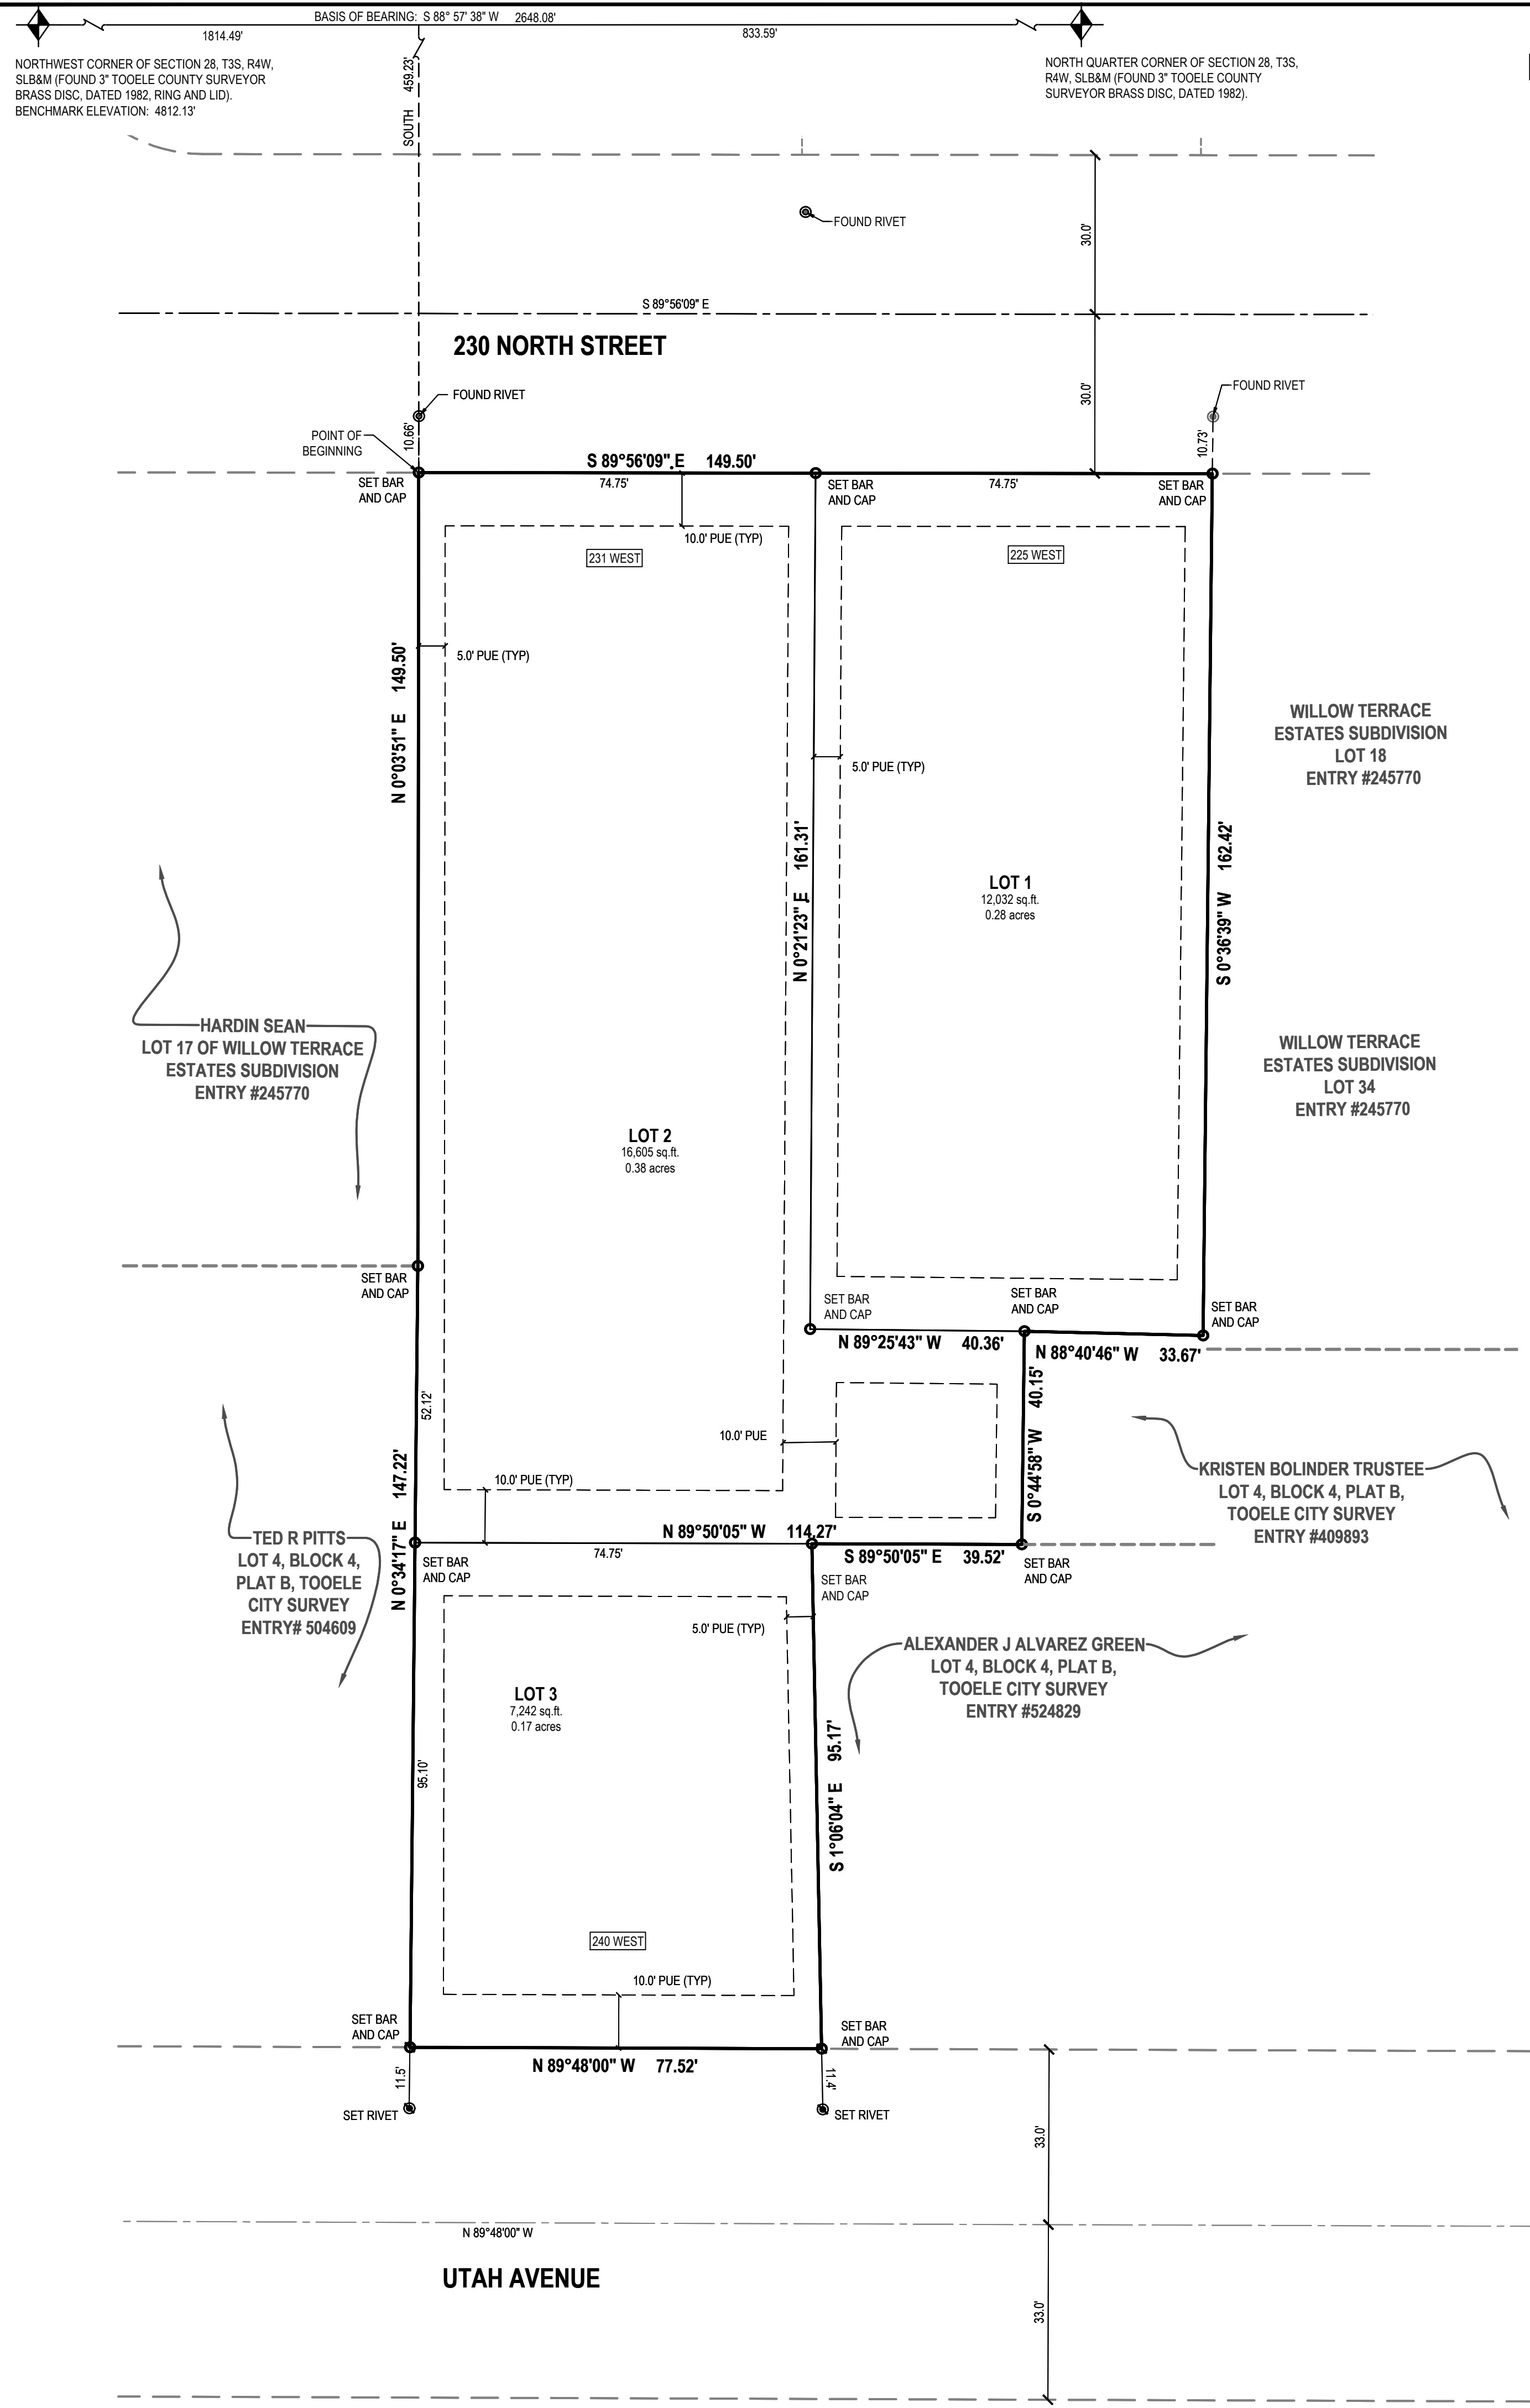 BASIS OF BEARING: S 88° 57' 38" W 2648.08'
1814.49'
833.59'
NORTHWEST CORNER OF SECTION 28, T3S, R4W,
SLB&M (FOUND 3" TOOELE COUNTY SURVEYOR
BRASS DISC, DATED 1982, RING AND LID).
BENCHMARK ELEVATION: 4812.13'
SOUTH 459.23'
NORTH QUARTER CORNER OF SECTION 28, T3S,
R4W, SLB&M (FOUND 3" TOOELE COUNTY
SURVEYOR BRASS DISC, DATED 1982).
FOUND RIVET
30.0'
S 89°56'09" E
230 NORTH STREET
30.0'
FOUND RIVET
FOUND RIVET
10.66'
10.73'
POINT OF
BEGINNING
S 89°56'09" E 149.50'
SET BAR
AND CAP
74.75'
SET BAR
AND CAP
74.75'
SET BAR
AND CAP
10.0' PUE (TYP)
231 WEST
225 WEST
5.0' PUE (TYP)
N 0°03'51" E 149.50'
WILLOW TERRACE
ESTATES SUBDIVISION
LOT 18
ENTRY #245770
5.0' PUE (TYP)
N 0°21'23" E 161.31'
S 0°36'39" W 162.42'
LOT 1
12,032 sq.ft.
0.28 acres
HARDIN SEAN
LOT 17 OF WILLOW TERRACE
ESTATES SUBDIVISION
ENTRY #245770
WILLOW TERRACE
ESTATES SUBDIVISION
LOT 34
ENTRY #245770
LOT 2
16,605 sq.ft.
0.38 acres
SET BAR
AND CAP
SET BAR
AND CAP
SET BAR
AND CAP
SET BAR
AND CAP
N 89°25'43" W 40.36'
N 88°40'46" W 33.67'
52.12'
S 0°44'58" W 40.15'
10.0' PUE
N 0°34'17" E 147.22'
10.0' PUE (TYP)
KRISTEN BOLINDER TRUSTEE
LOT 4, BLOCK 4, PLAT B,
TOOELE CITY SURVEY
ENTRY #409893
TED R PITTS
LOT 4, BLOCK 4,
PLAT B, TOOELE
CITY SURVEY
ENTRY# 504609
N 89°50'05" W 114.27'
74.75'
S 89°50'05" E 39.52'
SET BAR
AND CAP
SET BAR
AND CAP
SET BAR
AND CAP
5.0' PUE (TYP)
ALEXANDER J ALVAREZ GREEN
LOT 4, BLOCK 4, PLAT B,
TOOELE CITY SURVEY
ENTRY #524829
LOT 3
7,242 sq.ft.
0.17 acres
95.10'
S 1°06'04" E 95.17'
240 WEST
10.0' PUE (TYP)
SET BAR
AND CAP
SET BAR
AND CAP
N 89°48'00" W 77.52'
11.5'
11.4'
SET RIVET
SET RIVET
33.0'
N 89°48'00" W
UTAH AVENUE
33.0'